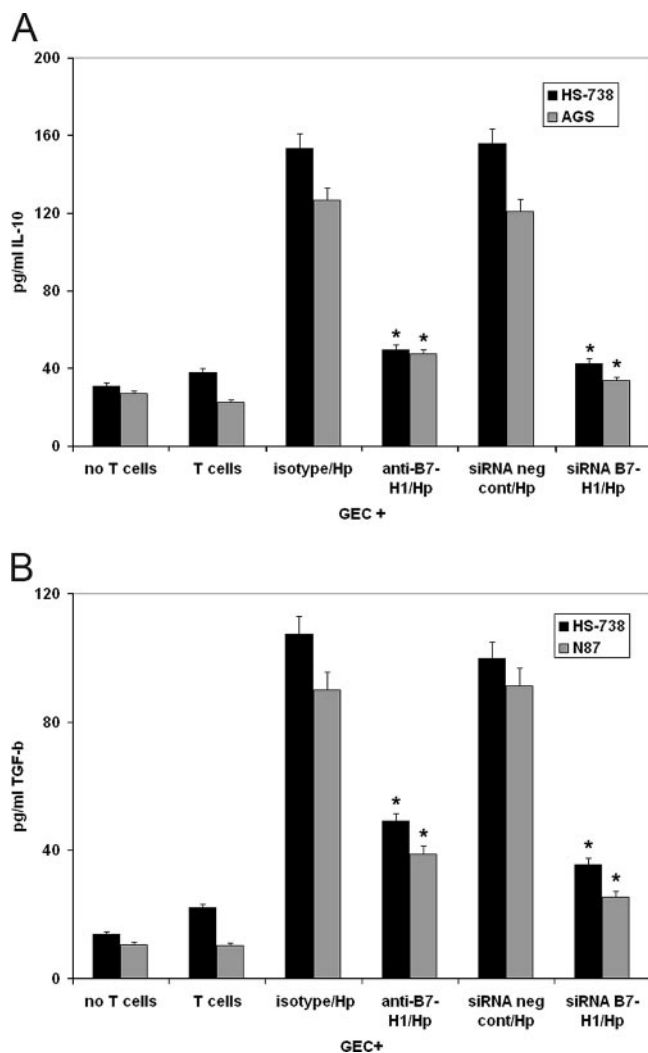 A
200
160
120
80
40
0
pg/ml IL-10
HS-738
AGS
* *
* *
no T cells
T cells
isotype/Hp
anti-B7-
H1/Hp
siRNA neg
cont/Hp
siRNA B7-
H1/Hp
GEC +
B
120
80
40
0
pg/ml TGF-b
HS-738
N87
* *
* *
no T cells
T cells
isotype/Hp
anti-B7-
H1/Hp
siRNA neg
cont/Hp
siRNA B7-
H1/Hp
GEC+